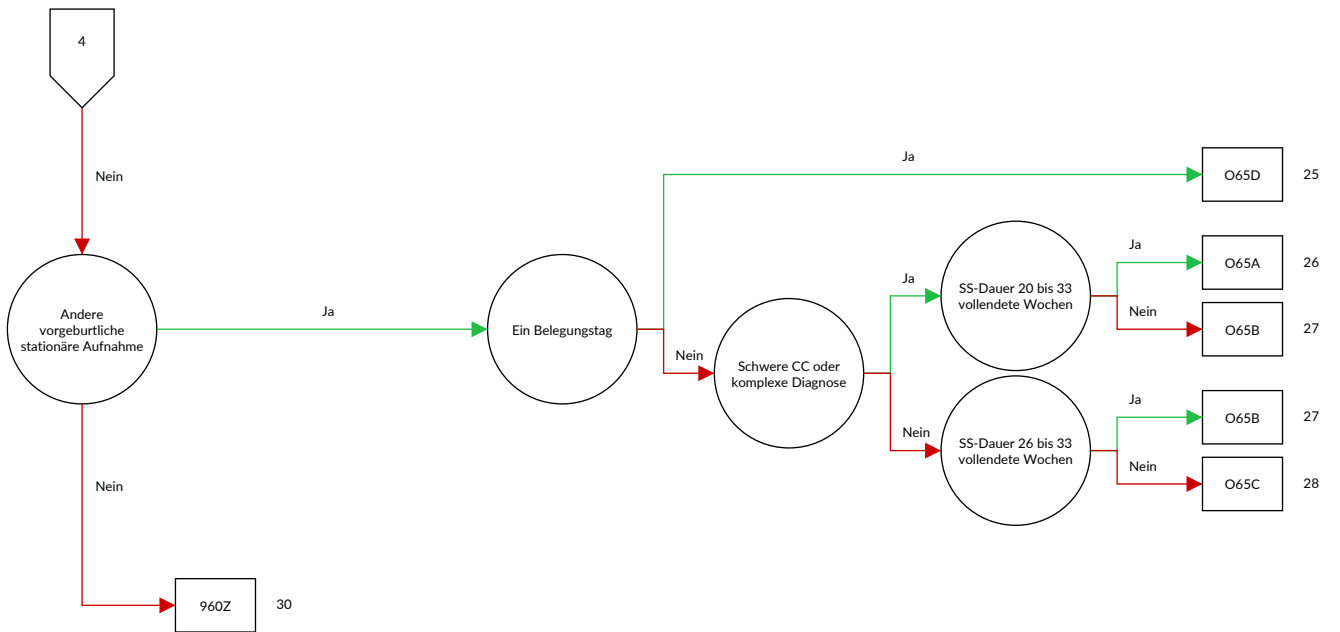 4
Nein
Ja
O65D
25
Andere
vorgeburtliche
stationäre Aufnahme
Ja
Ein Belegungstag
Nein
Schwere CC oder
komplexe Diagnose
Ja
SS-Dauer 20 bis 33
vollendete Wochen
Ja
O65A
26
Nein
O65B
27
Nein
SS-Dauer 26 bis 33
vollendete Wochen
Ja
O65B
27
Nein
O65C
28
Nein
960Z
30